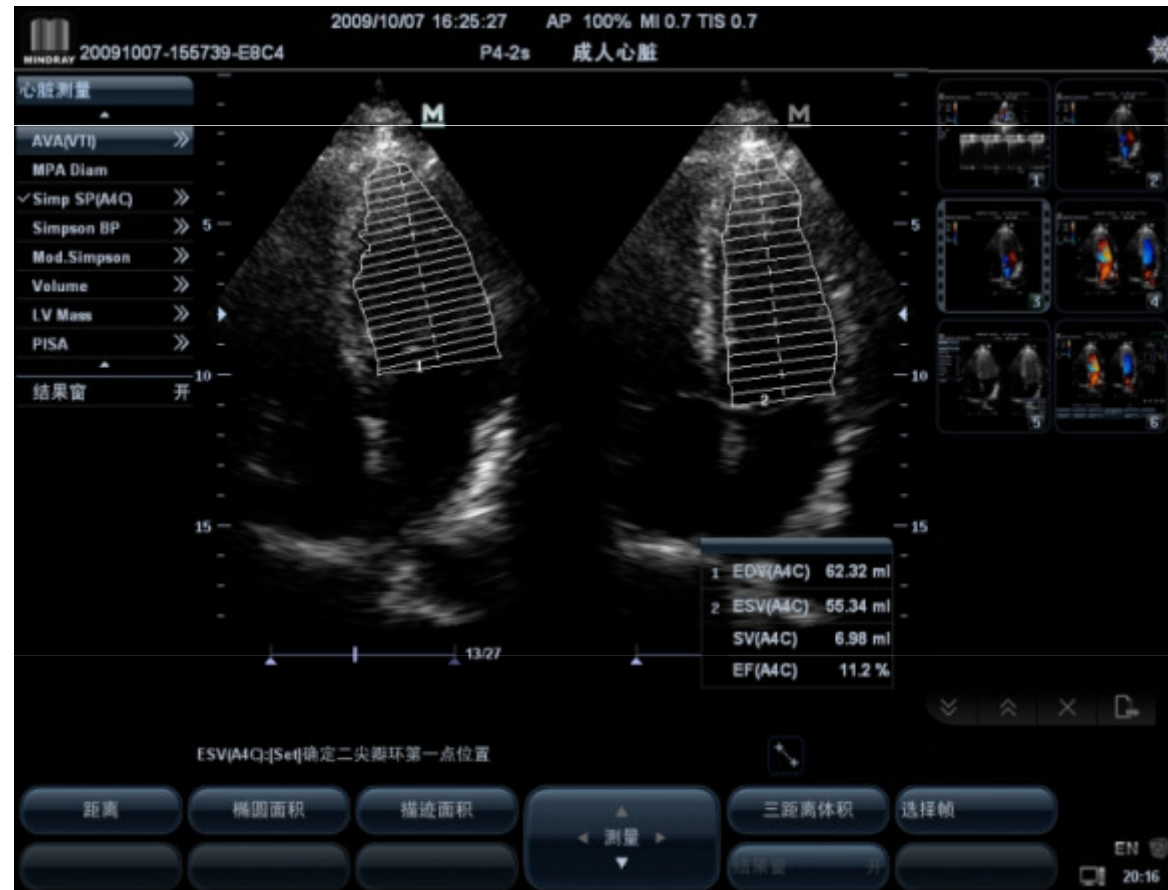 2009/10/07 16:25:27 AP 100% MI 0.7 TIS 0.7
MINDRAY 20091007-155739-E8C4 P4-2s 成人心脏
心脏测量
AVA(VTI)
MPA Diam
Simp SP(A4C)
Simpson BP
Mod.Simpson
Volume
LV Mass
PISA
结果窗 开
M
5
10
15
1
13/27
M
2
5
10
15
1 EDV(A4C) 62.32 ml
2 ESV(A4C) 55.34 ml
SV(A4C) 6.98 ml
EF(A4C) 11.2 %
1
2
3
4
5
6
ESV(A4C):[Set]确定二尖瓣环第一点位置
距离 椭圆面积 描迹面积 测量 三距离体积 选择帧
结果窗 开
EN
20:16